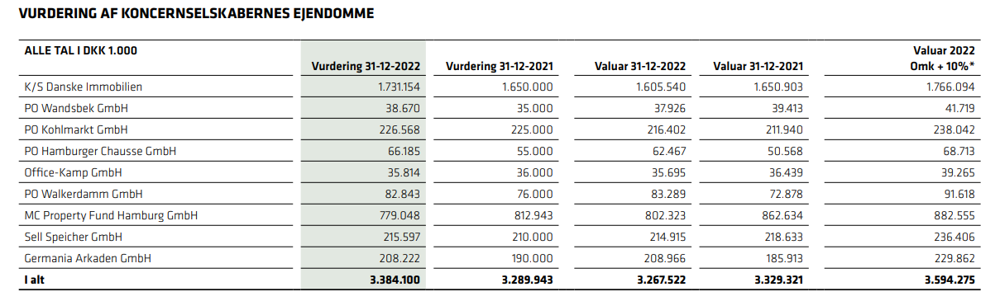 VURDERING AF KONCERNSELSKABERNES EJENDOMME
ALLE TAL I DKK 1.000 Vurdering 31-12-2022 Vurdering 31-12-2021 Valuar 31-12-2022 Valuar 31-12-2021 Valuar 2022
Omk + 10%*
K/S Danske Immobilien 1.731.154 1.650.000 1.605.540 1.650.903 1.766.094
PO Wandsbek GmbH 38.670 35.000 37.926 39.413 41.719
PO Kohlmarkt GmbH 226.568 225.000 216.402 211.940 238.042
PO Hamburger Chausse GmbH 66.185 55.000 62.467 50.568 68.713
Office-Kamp GmbH 35.814 36.000 35.695 36.439 39.265
PO Walkerdamm GmbH 82.843 76.000 83.289 72.878 91.618
MC Property Fund Hamburg GmbH 779.048 812.943 802.323 862.634 882.555
Sell Speicher GmbH 215.597 210.000 214.915 218.633 236.406
Germania Arkaden GmbH 208.222 190.000 208.966 185.913 229.862
I alt 3.384.100 3.289.943 3.267.522 3.329.321 3.594.275